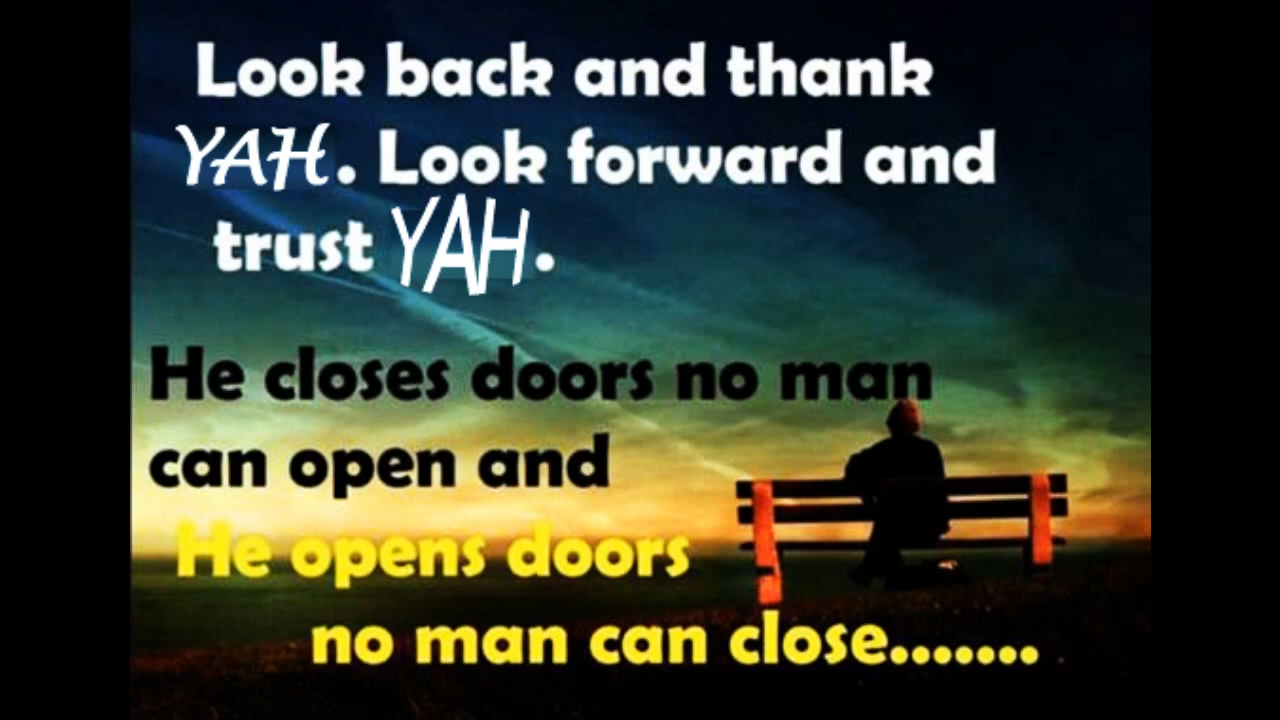 Look back and thank
YAH. Look forward and
trust YAH.
He closes doors no man
can open and
He opens doors
no man can close.......